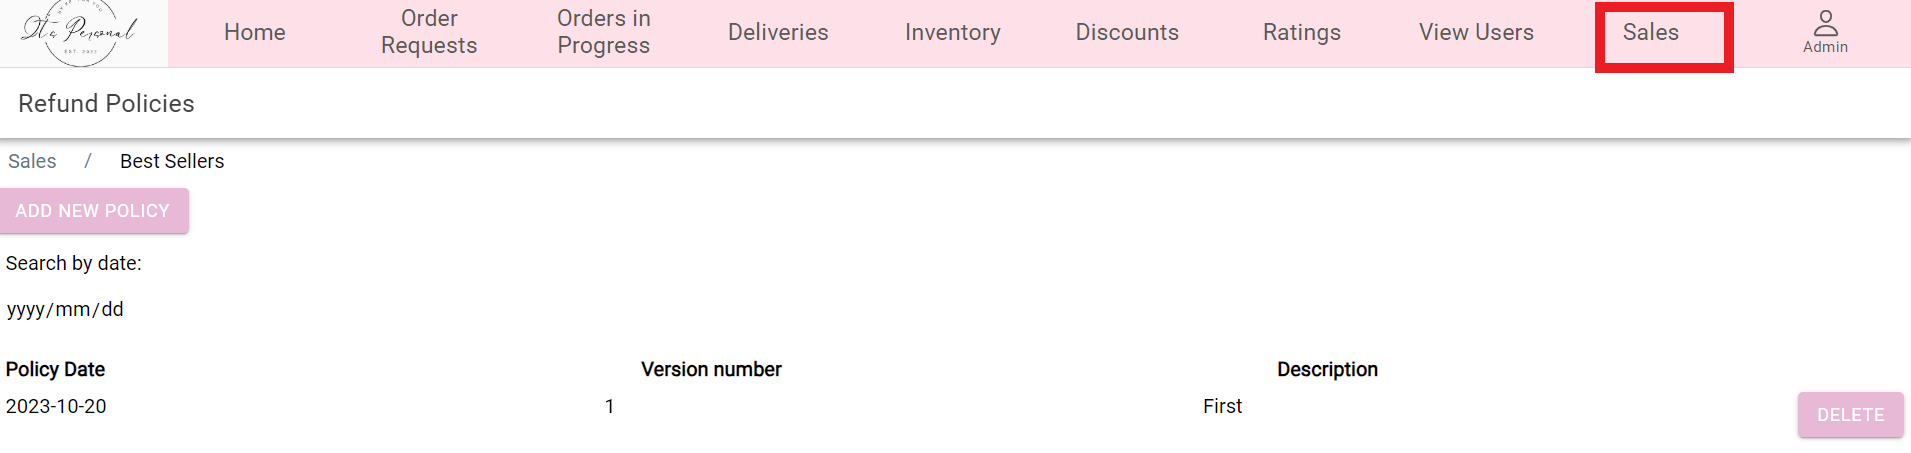 It's Personal
EST. 2022
Home
Order
Requests
Orders in
Progress
Deliveries
Inventory
Discounts
Ratings
View Users
Sales
Admin
Refund Policies
Sales / Best Sellers
ADD NEW POLICY
Search by date:
yyyy/mm/dd
Policy Date Version number Description
2023-10-20 1 First
DELETE